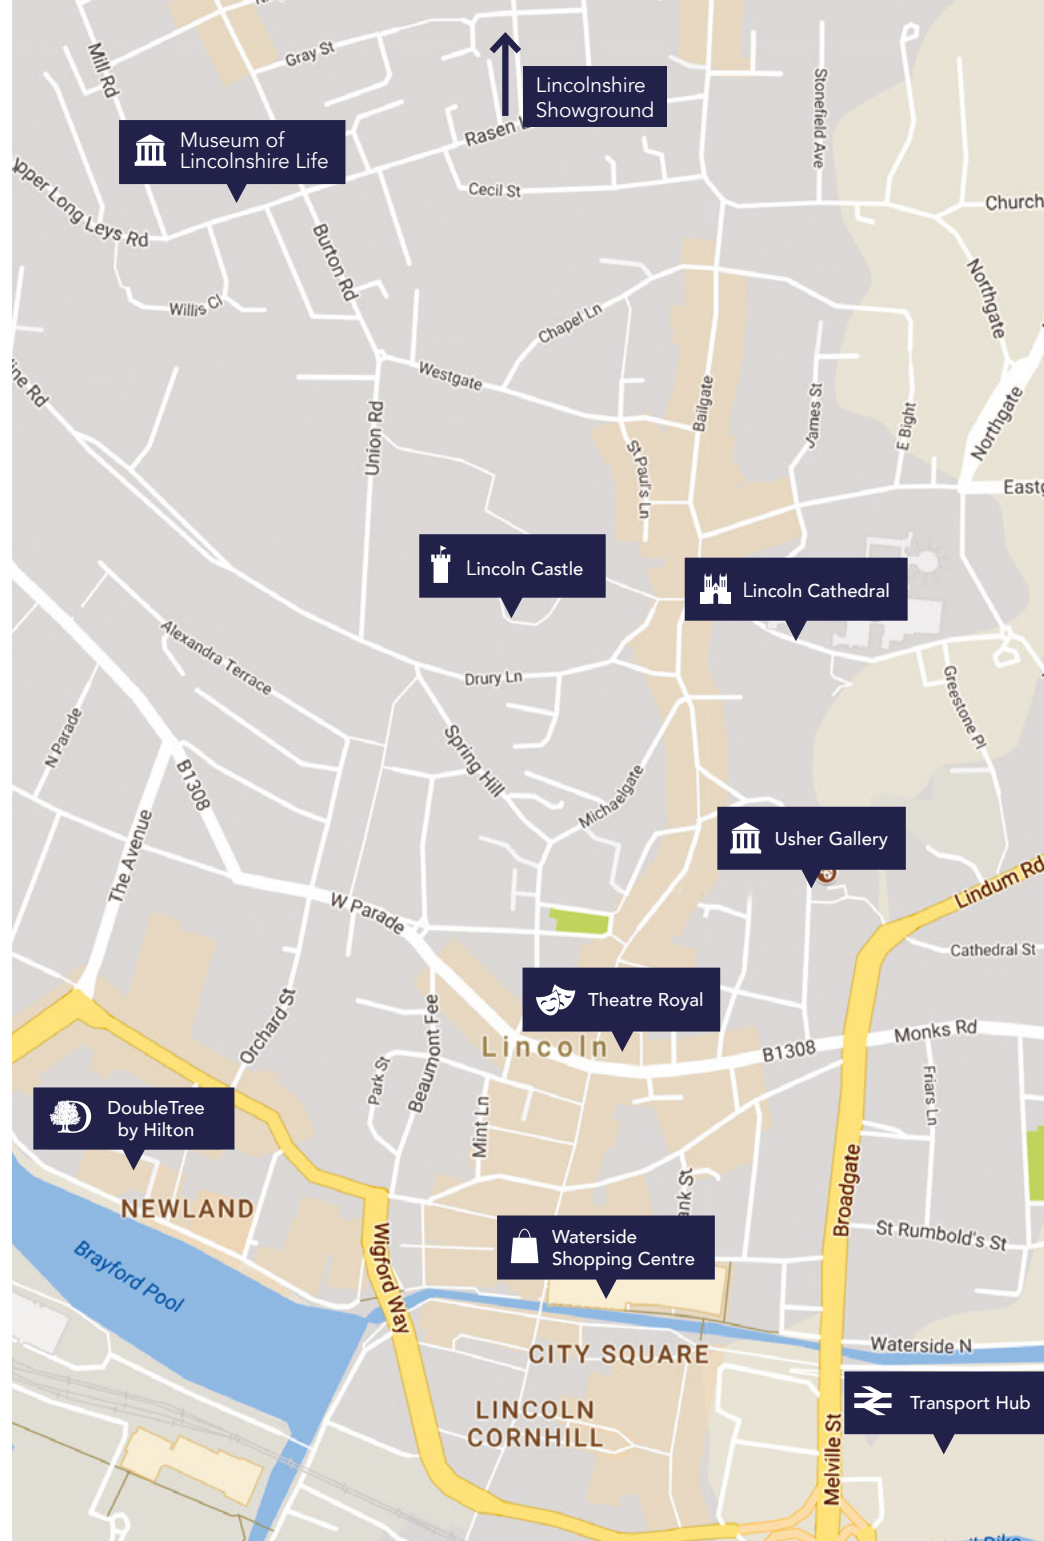 Gray St
Mill Rd
Lincolnshire
Showground
Stonefield Ave
Rasen
Museum of
Lincolnshire Life
Cecil St
Church
Upper Long Leys Rd
Burton Rd
Northgate
Willis Cl
Chapel Ln
Westgate
Bailgate
James St
E Bight
Northgate
ine Rd
Union Rd
St Paul's Ln
Eastg
Lincoln Castle
Lincoln Cathedral
Alexandra Terrace
Drury Ln
Greestone Pl
N Parade
Spring Hill
B1308
Michaelgate
The Avenue
Usher Gallery
Lindum Rd
W Parade
Cathedral St
Theatre Royal
Orchard St
Beaumont Fee
Lincoln
B1308
Monks Rd
Park St
Mint Ln
Friars Ln
DoubleTree
by Hilton
Broadgate
ank St
NEWLAND
Wigford Way
Waterside
Shopping Centre
St Rumbold's St
Brayford Pool
CITY SQUARE
Waterside N
LINCOLN
CORNHILL
Transport Hub
Melville St